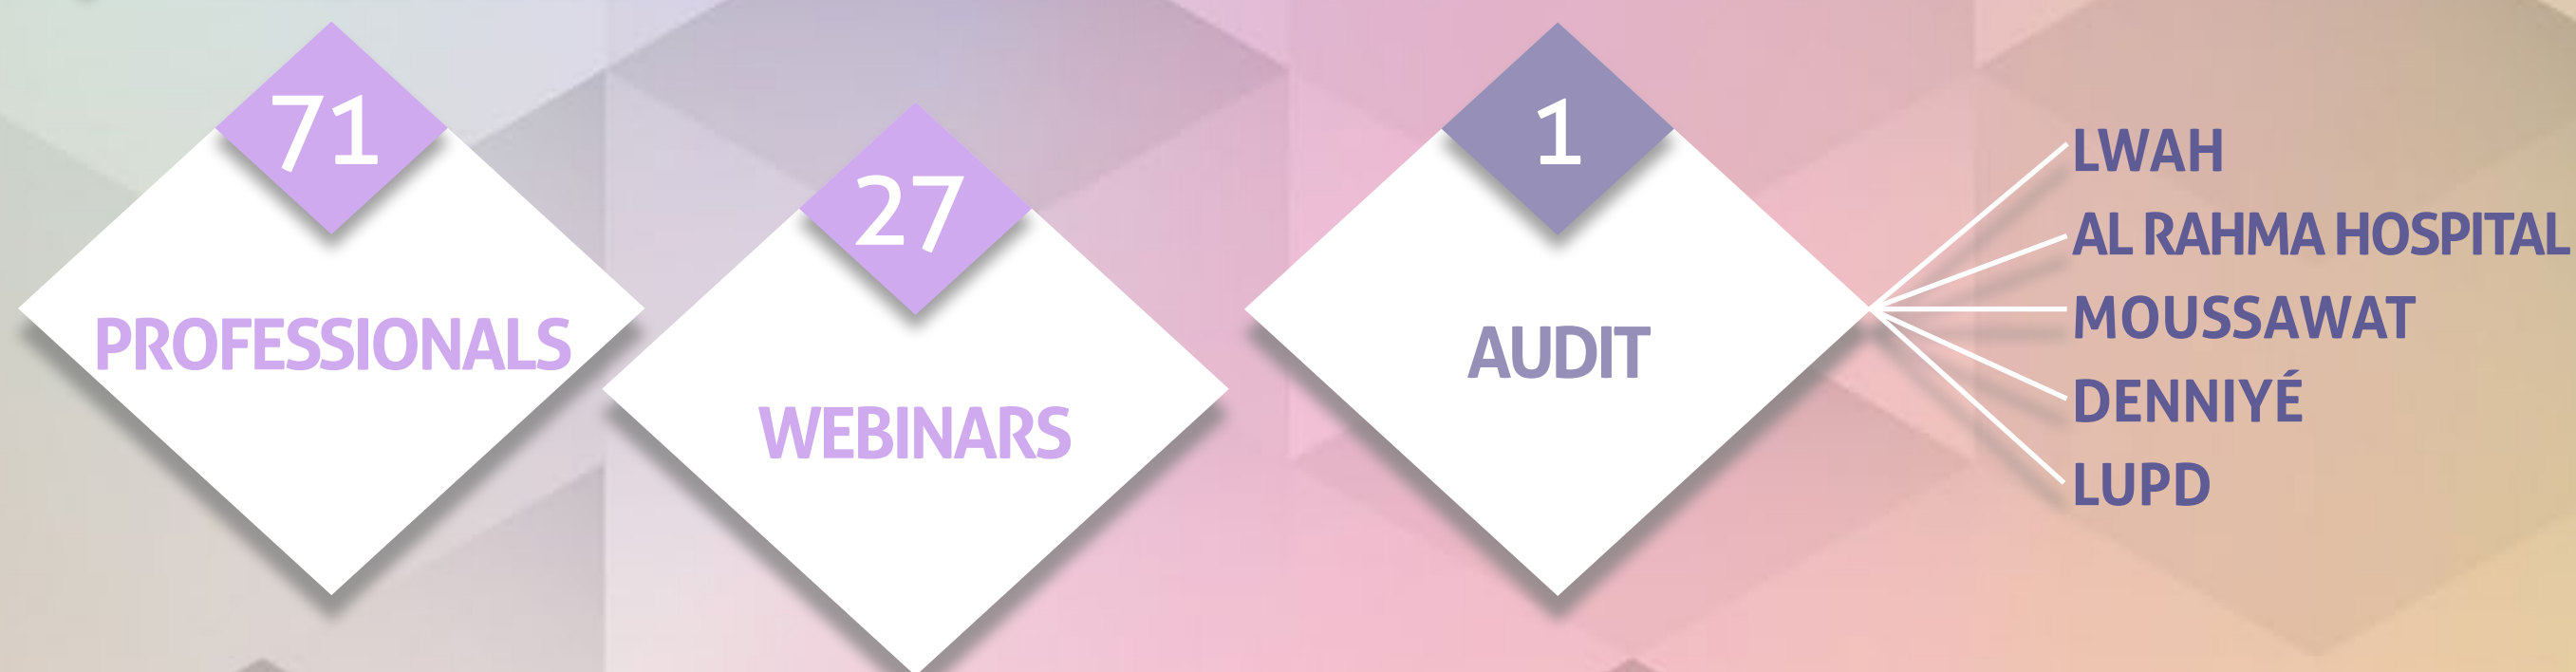 71
PROFESSIONALS
27
WEBINARS
1
AUDIT
LWAH
AL RAHMA HOSPITAL
MOUSSAWAT
DENNIYÉ
LUPD